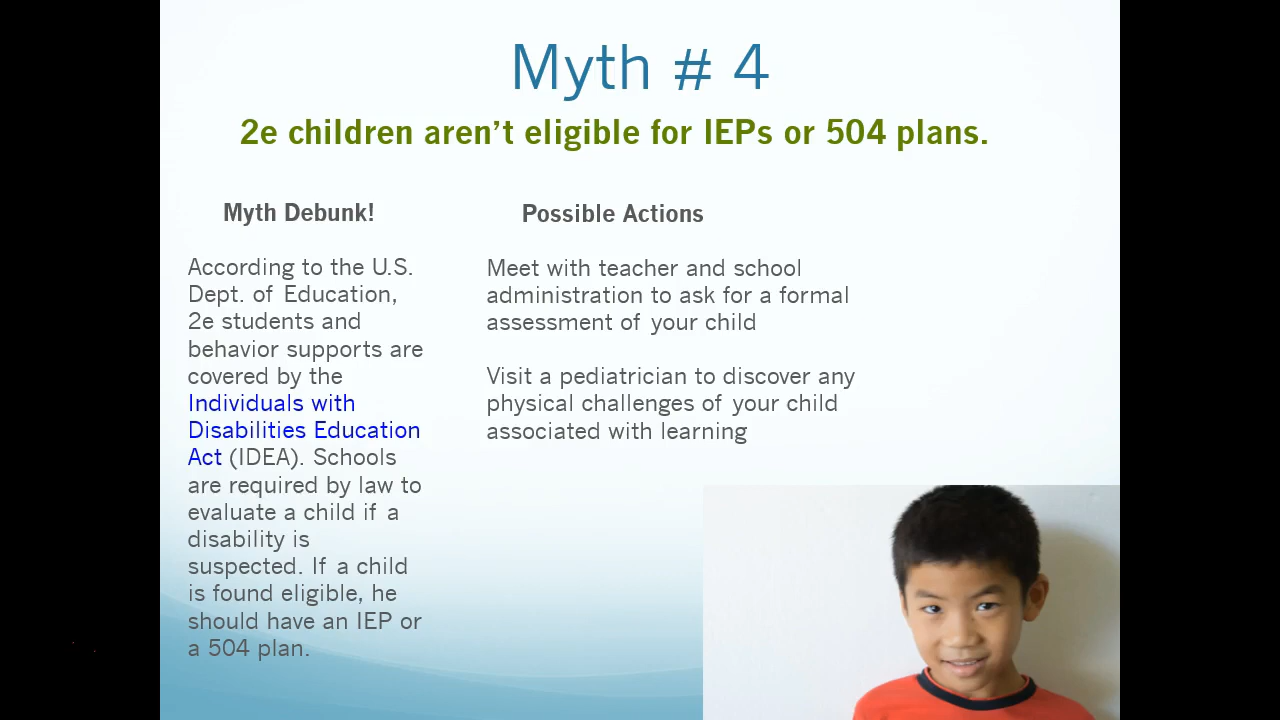 Myth # 4
2e children aren't eligible for IEPs or 504 plans.
Myth Debunk!
According to the U.S.
Dept. of Education,
2e students and
behavior supports are
covered by the
Individuals with
Disabilities Education
Act (IDEA). Schools
are required by law to
evaluate a child if a
disability is
suspected. If a child
is found eligible, he
should have an IEP or
a 504 plan.
Possible Actions
Meet with teacher and school
administration to ask for a formal
assessment of your child
Visit a pediatrician to discover any
physical challenges of your child
associated with learning